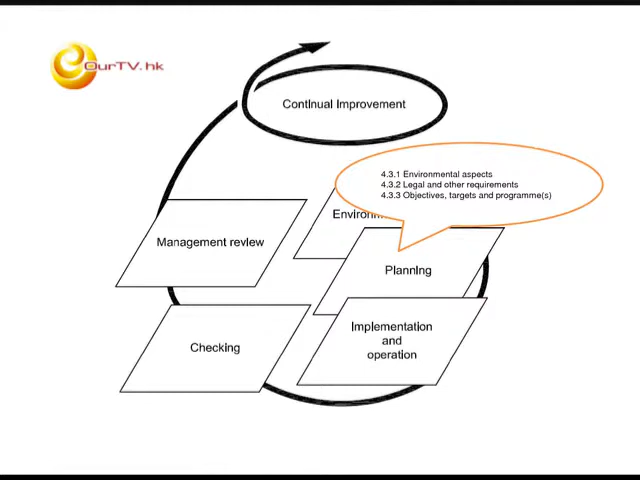 OurTV.hk
Continual Improvement
4.3.1 Environmental aspects
4.3.2 Legal and other requirements
4.3.3 Objectives, targets and programme(s)
Management review
Planning
Implementation
and
operation
Checking